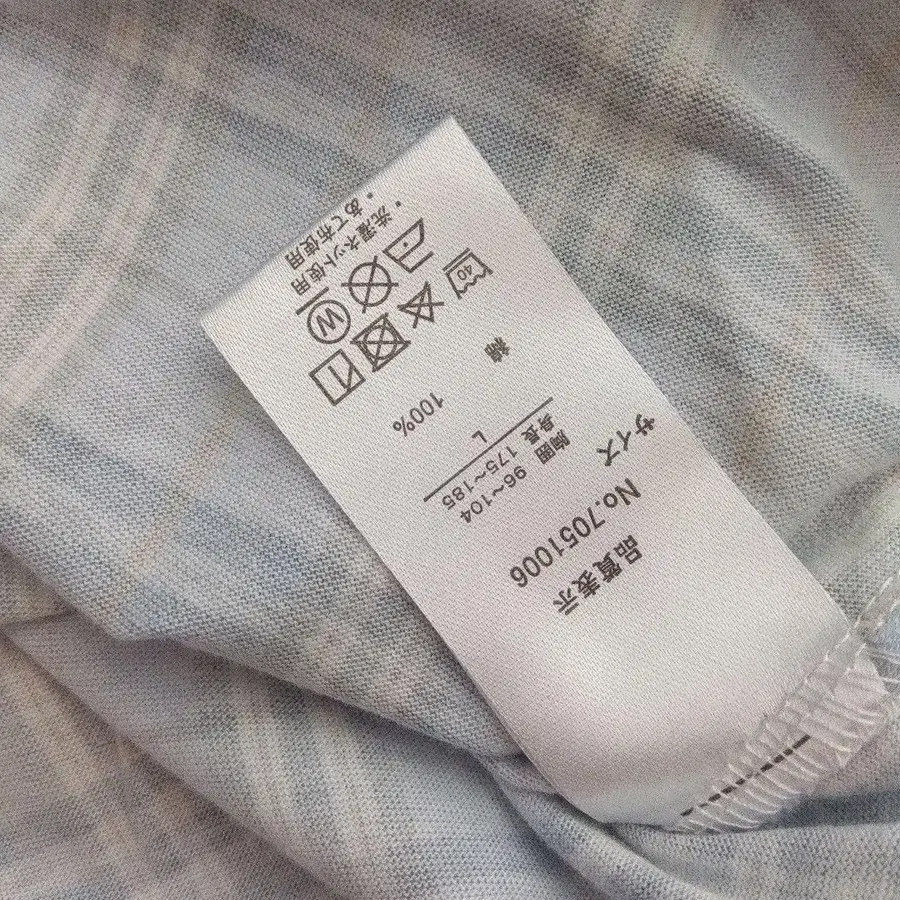 品質表示
No.7051006
サイズ
胸囲 96~104
身長 175~185
L
綿 100%
40
W
・洗濯ネット使用
・あて布使用